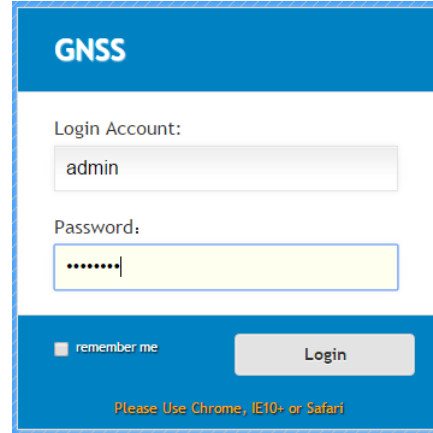 GNSS
Login Account:
admin
Password：
••••••••
remember me
Login
Please Use Chrome, IE10+ or Safari